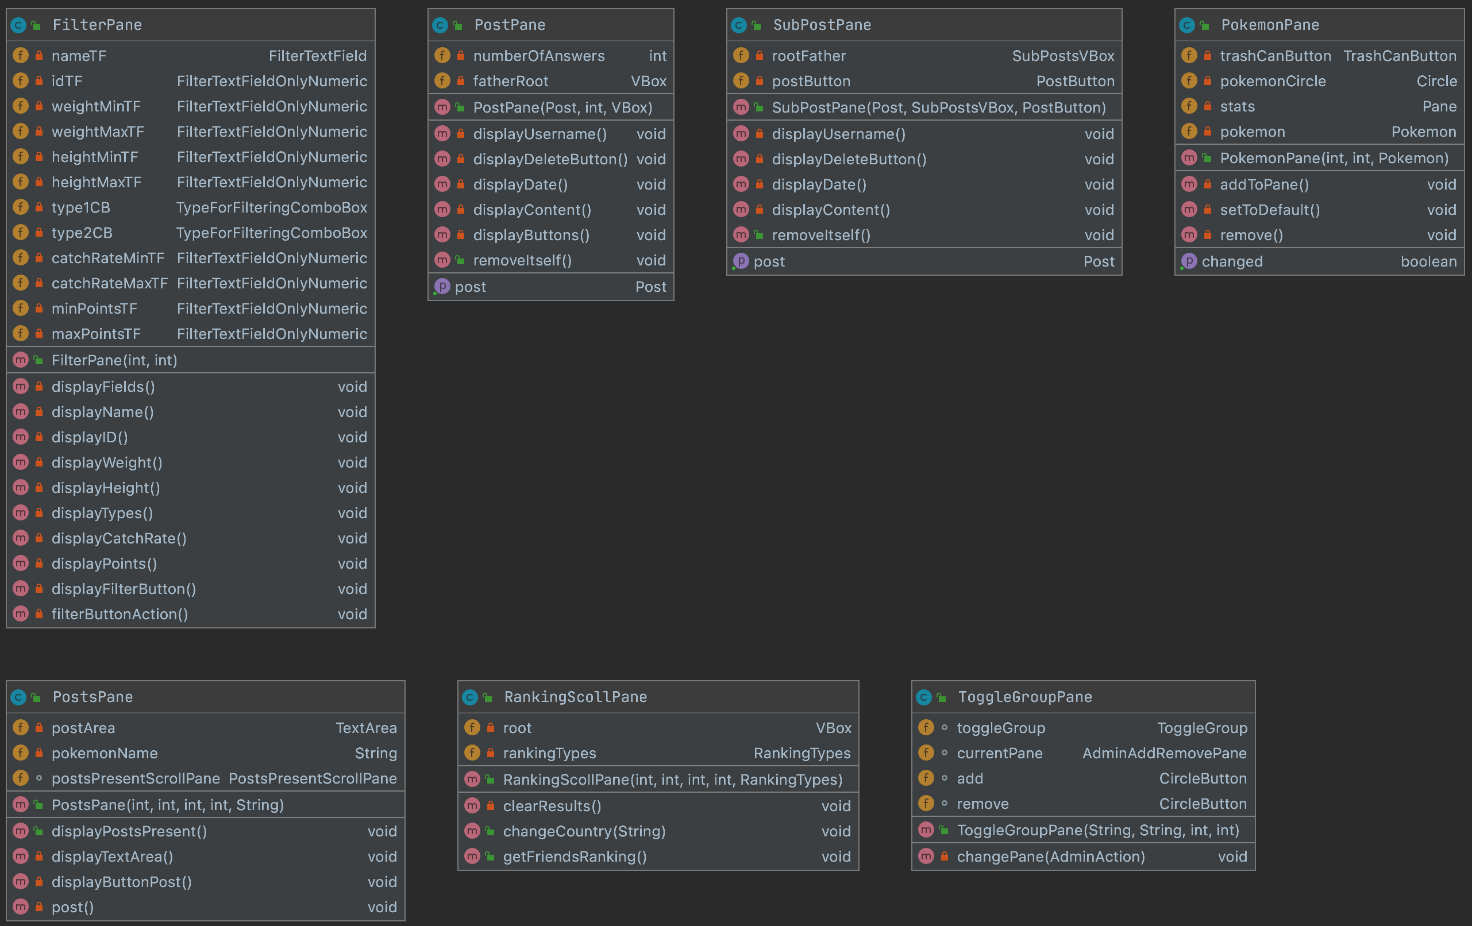 FilterPane
nameTF FilterTextField
idTF FilterTextFieldOnlyNumeric
weightMinTF FilterTextFieldOnlyNumeric
weightMaxTF FilterTextFieldOnlyNumeric
heightMinTF FilterTextFieldOnlyNumeric
heightMaxTF FilterTextFieldOnlyNumeric
type1CB TypeForFilteringComboBox
type2CB TypeForFilteringComboBox
catchRateMinTF FilterTextFieldOnlyNumeric
catchRateMaxTF FilterTextFieldOnlyNumeric
minPointsTF FilterTextFieldOnlyNumeric
maxPointsTF FilterTextFieldOnlyNumeric
FilterPane(int, int)
displayFields() void
displayName() void
displayID() void
displayWeight() void
displayHeight() void
displayTypes() void
displayCatchRate() void
displayPoints() void
displayFilterButton() void
filterButtonAction() void
PostPane
numberOfAnswers int
fatherRoot VBox
PostPane(Post, int, VBox)
displayUsername() void
displayDeleteButton() void
displayDate() void
displayContent() void
displayButtons() void
removeItself() void
post Post
SubPostPane
rootFather SubPostsVBox
postButton PostButton
SubPostPane(Post, SubPostsVBox, PostButton)
displayUsername() void
displayDeleteButton() void
displayDate() void
displayContent() void
removeItself() void
post Post
PokemonPane
trashCanButton TrashCanButton
pokemonCircle Circle
stats Pane
pokemon Pokemon
PokemonPane(int, int, Pokemon)
addToPane() void
setToDefault() void
remove() void
changed boolean
PostsPane
postArea TextArea
pokemonName String
postsPresentScrollPane PostsPresentScrollPane
PostsPane(int, int, int, int, String)
displayPostsPresent() void
displayTextArea() void
displayButtonPost() void
post() void
RankingScollPane
root VBox
rankingTypes RankingTypes
RankingScollPane(int, int, int, int, RankingTypes)
clearResults() void
changeCountry(String) void
getFriendsRanking() void
ToggleGroupPane
toggleGroup ToggleGroup
currentPane AdminAddRemovePane
add CircleButton
remove CircleButton
ToggleGroupPane(String, String, int, int)
changePane(AdminAction) void